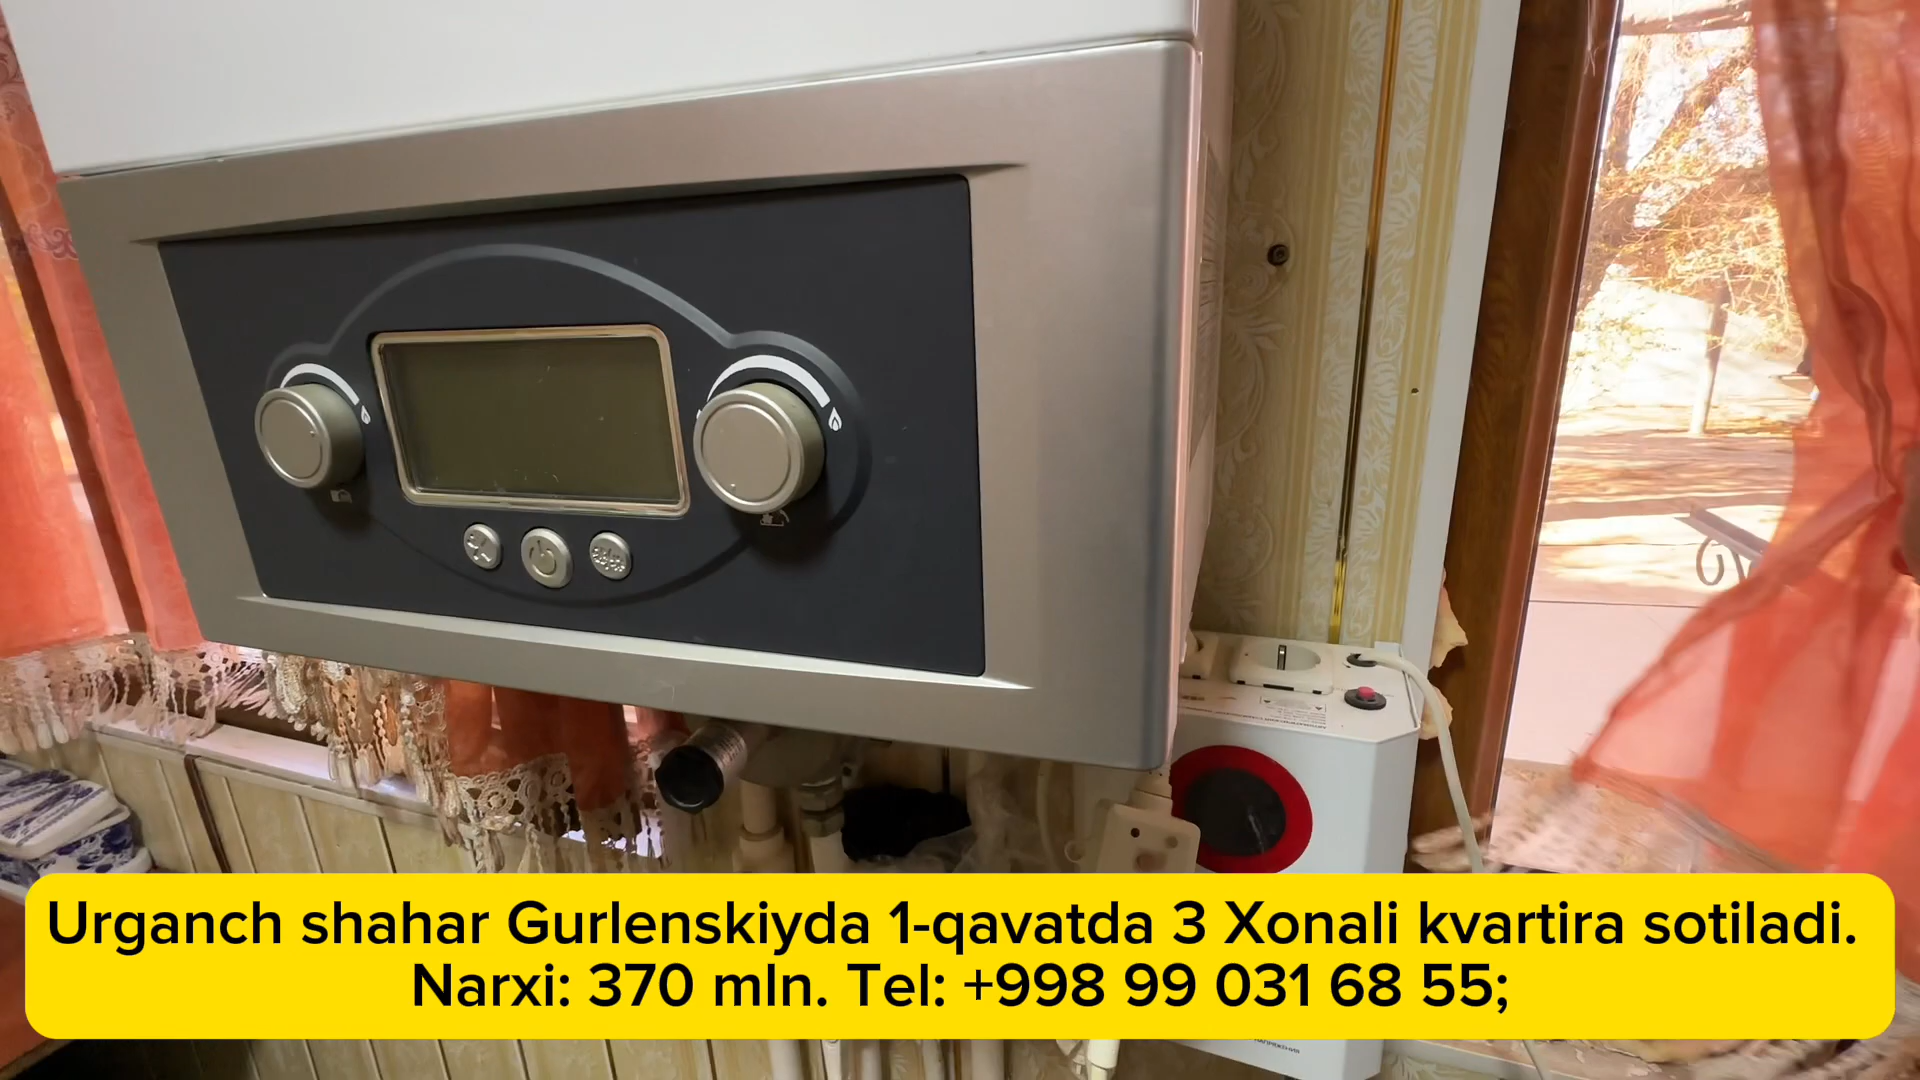 Urganch shahar Gurlenskiyda 1-qavatda 3 Xonali kvartira sotiladi.
Narxi: 370 mln. Tel: +998 99 031 68 55;